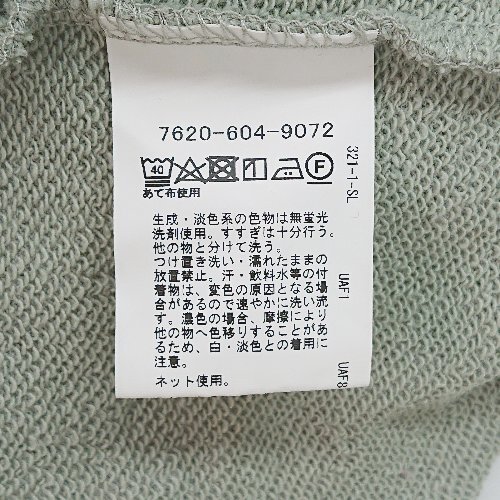 7620-604-9072
40
F
あて布使用
生成・淡色系の色物は無蛍光
洗剤使用。すすぎは十分行う。
他の物と分けて洗う。
つけ置き洗い・濡れたままの
放置禁止。汗・飲料水等の付
着物は、変色の原因となる場
合があるので速やかに洗い流
す。濃色の場合、摩擦により
他の物へ色移りすることがあ
るため、白・淡色との着用に
注意。
ネット使用。
321-1-SL
UAF1
UAF8